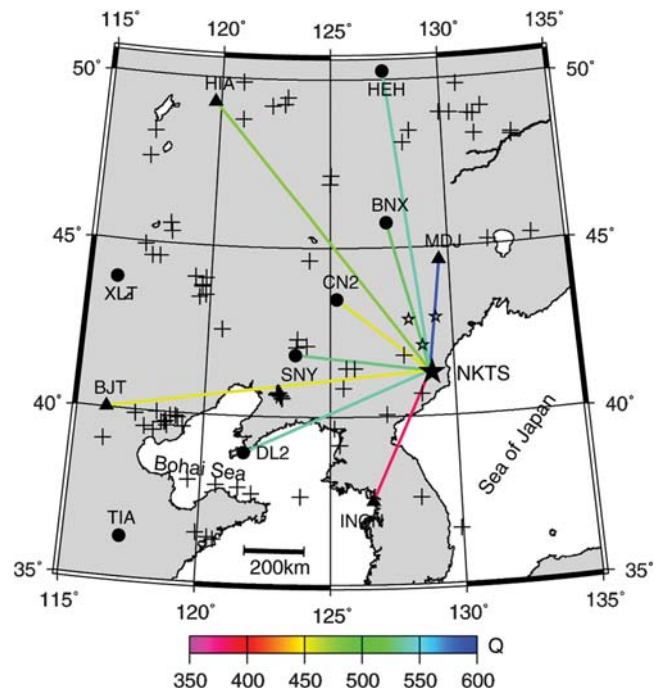 115° 120° 125° 130° 135°
50° 50°
HIA HEH
BNX
45° MDJ 45°
XLT CN2
SNY NKTS
BJT
40° 40°
DL2
Bohai Sea
Sea of Japan
TIA
200km
35° 35°
115° 120° 125° 130° 135°
Q
350 400 450 500 550 600